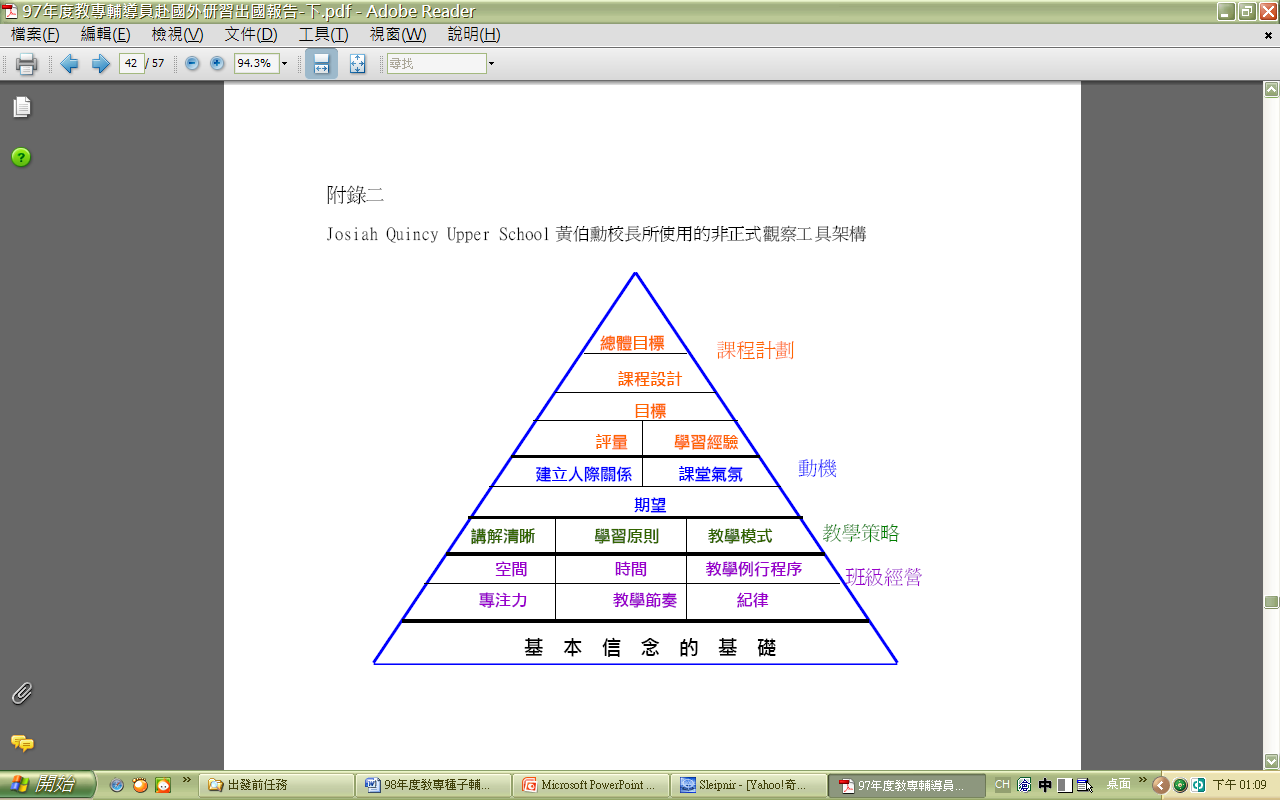 97年度教專輔導員赴國外研習出國報告-下.pdf - Adobe Reader
檔案(F) 編輯(E) 檢視(V) 文件(D) 工具(T) 視窗(W) 說明(H)
42 / 57 94.3% 尋找
附錄二
Josiah Quincy Upper School 黃伯勳校長所使用的非正式觀察工具架構
總體目標
課程計劃
課程設計
目標
評量 學習經驗
建立人際關係 課堂氣氛 動機
期望
講解清晰 學習原則 教學模式 教學策略
空間 時間 教學例行程序 班級經營
專注力 教學節奏 紀律
基本信念的基礎
開始 出發前任務 98年度教專種子輔... Microsoft PowerPoint ... Sleipnir - [Yahoo!奇... 97年度教專輔導員... CH 中 桌面 下午 01:09